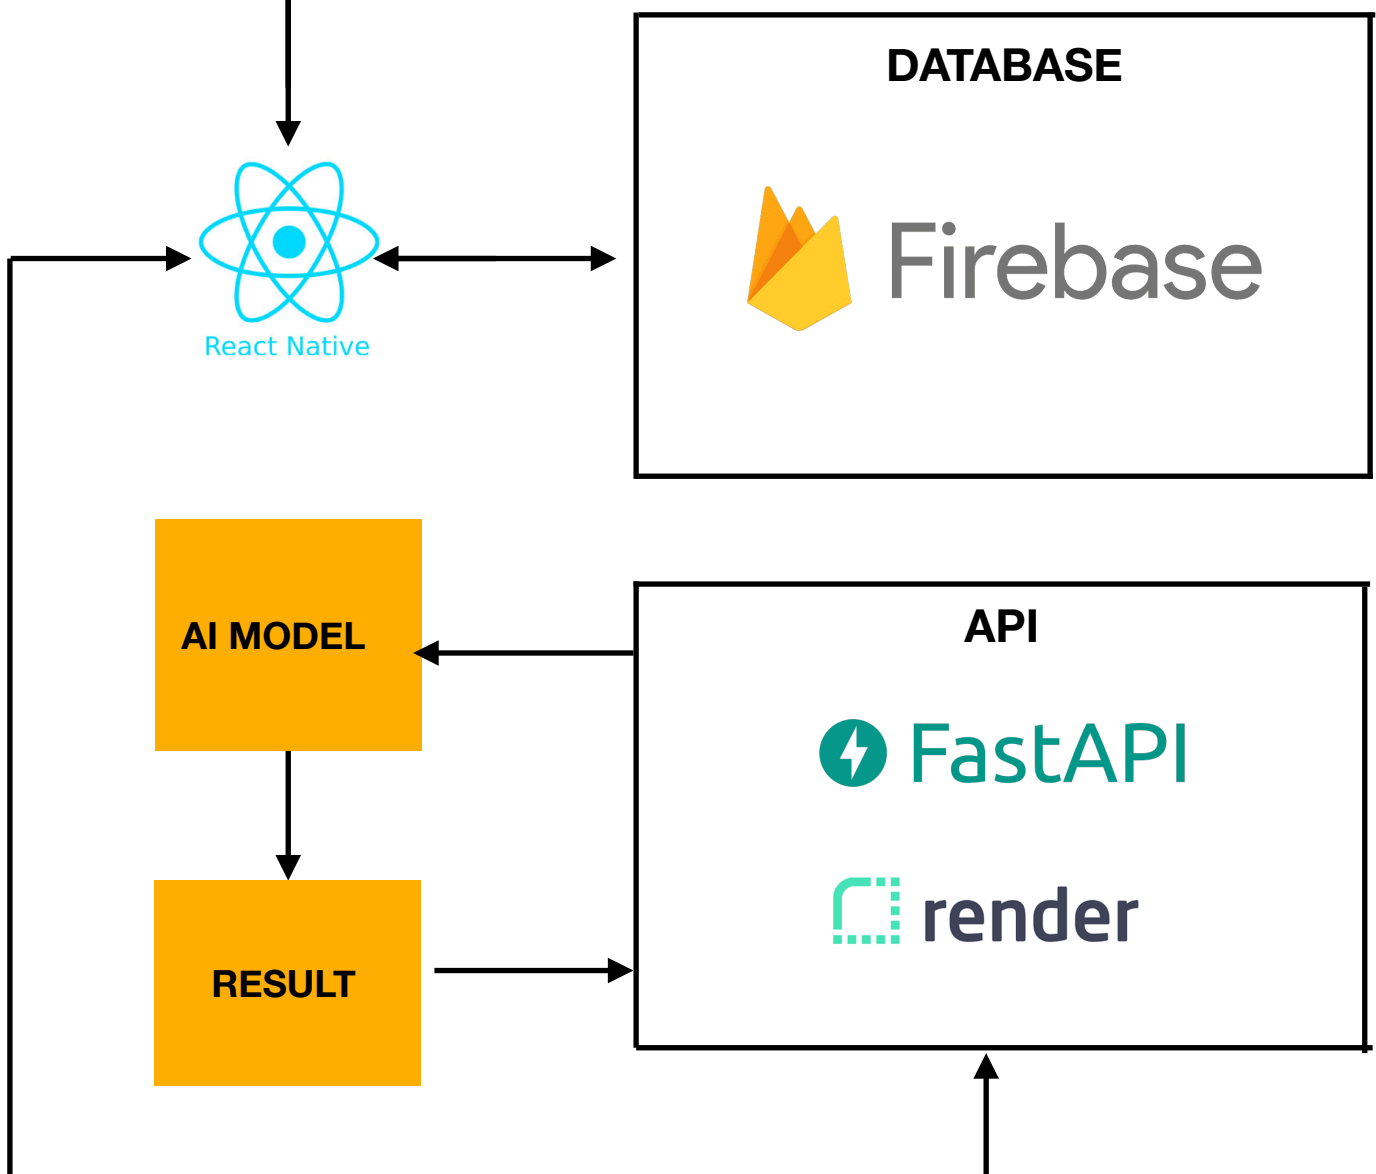 DATABASE
Firebase
React Native
AI MODEL
API
FastAPI
render
RESULT